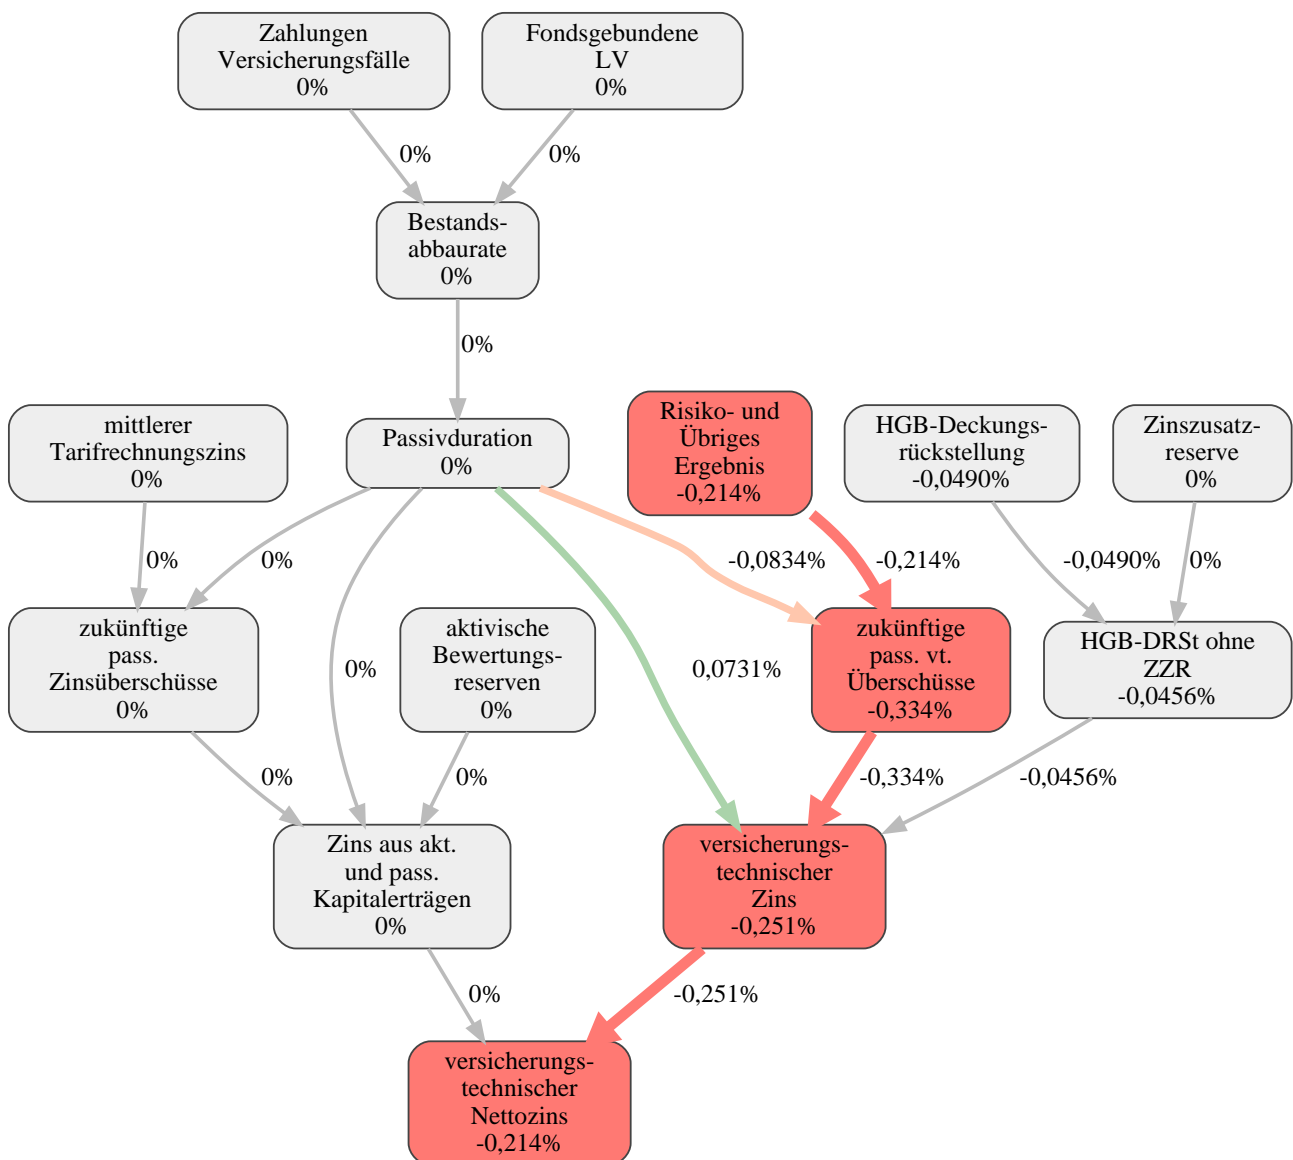 Zahlungen
Versicherungsfälle
0%
Fondsgebundene
LV
0%
0%
0%
Bestands-
abbaurate
0%
0%
mittlerer
Tarifrechnungszins
0%
Passivduration
0%
Risiko- und
Übriges
Ergebnis
-0,214%
HGB-Deckungs-
rückstellung
-0,0490%
Zinszusatz-
reserve
0%
0%
0%
-0,0834%
-0,214%
-0,0490%
0%
zukünftige
pass.
Zinsüberschüsse
0%
0%
aktivische
Bewertungs-
reserven
0%
0,0731%
zukünftige
pass. vt.
Überschüsse
-0,334%
HGB-DRSt ohne
ZZR
-0,0456%
0%
0%
-0,334%
-0,0456%
Zins aus akt.
und pass.
Kapitalerträgen
0%
versicherungs-
technischer
Zins
-0,251%
0%
-0,251%
versicherungs-
technischer
Nettozins
-0,214%